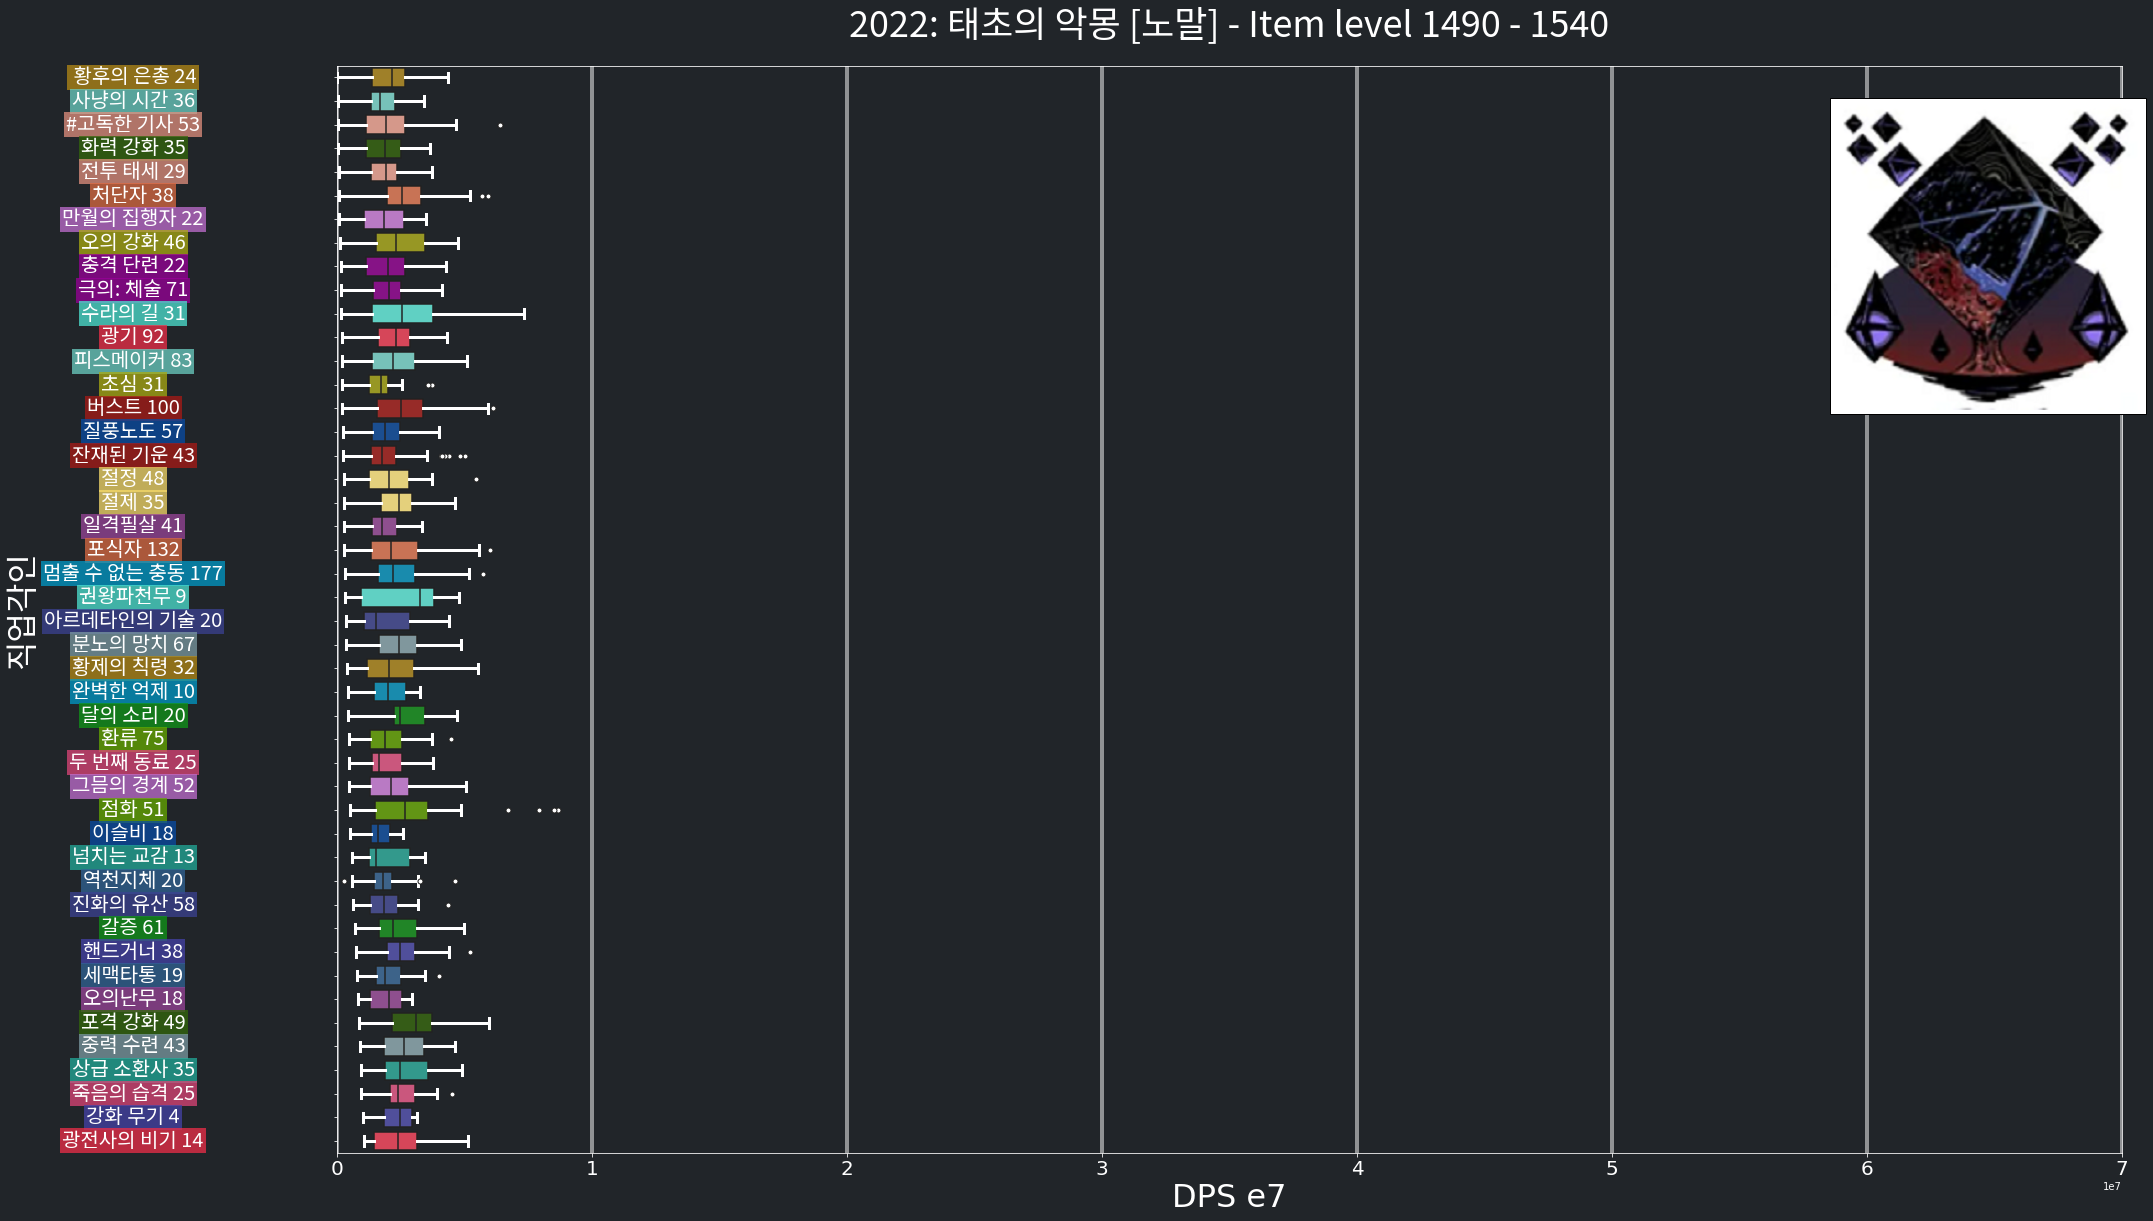 2022: 태초의 악몽 [노말] - Item level 1490 - 1540
직업각인
황후의 은총 24
사냥의 시간 36
#고독한 기사 53
화력 강화 35
전투 태세 29
처단자 38
만월의 집행자 22
오의 강화 46
충격 단련 22
극의: 체술 71
수라의 길 31
광기 92
피스메이커 83
초심 31
버스트 100
질풍노도 57
잔재된 기운 43
절정 48
절제 35
일격필살 41
포식자 132
멈출 수 없는 충동 177
권왕파천무 9
아르데타인의 기술 20
분노의 망치 67
황제의 칙령 32
완벽한 억제 10
달의 소리 20
환류 75
두 번째 동료 25
그믐의 경계 52
점화 51
이슬비 18
넘치는 교감 13
역천지체 20
진화의 유산 58
갈증 61
핸드거너 38
세맥타통 19
오의난무 18
포격 강화 49
중력 수련 43
상급 소환사 35
죽음의 습격 25
강화 무기 4
광전사의 비기 14
0 1 2 3 4 5 6 7
1e7
DPS e7